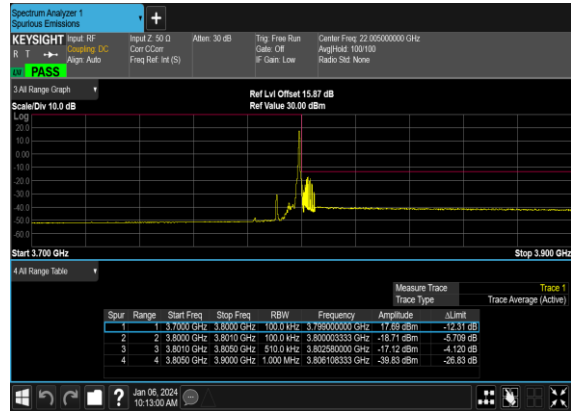 Spectrum Analyzer 1
Spurious Emissions
+
KEYSIGHT Input: RF Input Z: 50 Ω Atten: 30 dB Trig: Free Run Center Freq: 22.005000000 GHz
R T Coupling: DC Corr CCorr Gate: Off Avg|Hold: 100/100
Align: Auto Freq Ref: Int (S) IF Gain: Low Radio Std: None
PASS
3 All Range Graph
Ref Lvl Offset 15.87 dB
Scale/Div 10.0 dB Ref Value 30.00 dBm
Log
20.0
10.0
0.00
-10.0
-20.0
-30.0
-40.0
-50.0
-60.0
Start 3.700 GHz Stop 3.900 GHz
4 All Range Table
Measure Trace Trace 1
Trace Type Trace Average (Active)
Spur Range Start Freq Stop Freq RBW Frequency Amplitude ΔLimit
1 1 3.7000 GHz 3.8000 GHz 100.0 kHz 3.799000000 GHz 17.69 dBm -12.31 dB
2 2 3.8000 GHz 3.8010 GHz 100.0 kHz 3.800003333 GHz -18.71 dBm -5.709 dB
3 3 3.8010 GHz 3.8050 GHz 510.0 kHz 3.802580000 GHz -17.12 dBm -4.120 dB
4 4 3.8050 GHz 3.9000 GHz 1.000 MHz 3.806108333 GHz -39.83 dBm -26.83 dB
? Jan 06, 2024
10:13:00 AM